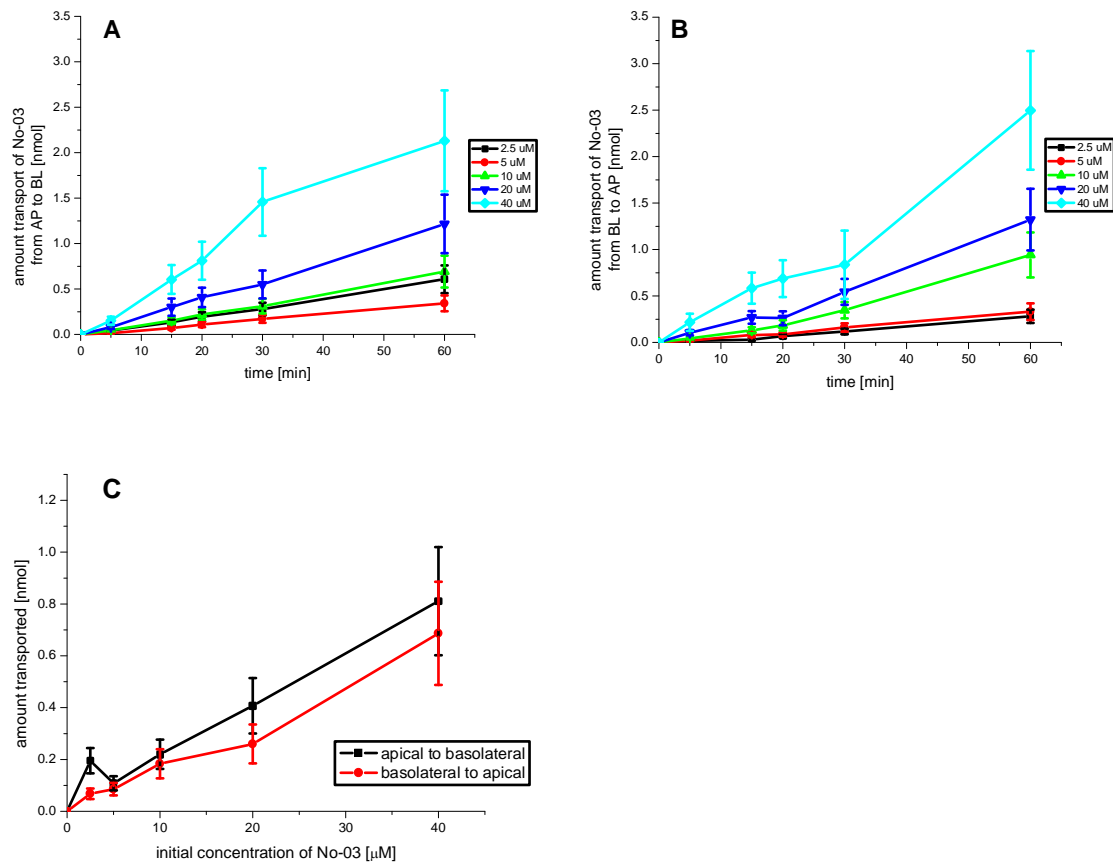 A
3.5
3.0
2.5
2.0
1.5
1.0
0.5
0.0
0 10 20 30 40 50 60
time [min]
amount transport of No-03
from AP to BL [nmol]
2.5 uM
5 uM
10 uM
20 uM
40 uM
B
3.5
3.0
2.5
2.0
1.5
1.0
0.5
0.0
0 10 20 30 40 50 60
time [min]
amount transport of No-03
from BL to AP [nmol]
2.5 uM
5 uM
10 uM
20 uM
40 uM
C
1.2
1.0
0.8
0.6
0.4
0.2
0.0
0 10 20 30 40
initial concentration of No-03 [μM]
amount transported [nmol]
apical to basolateral
basolateral to apical